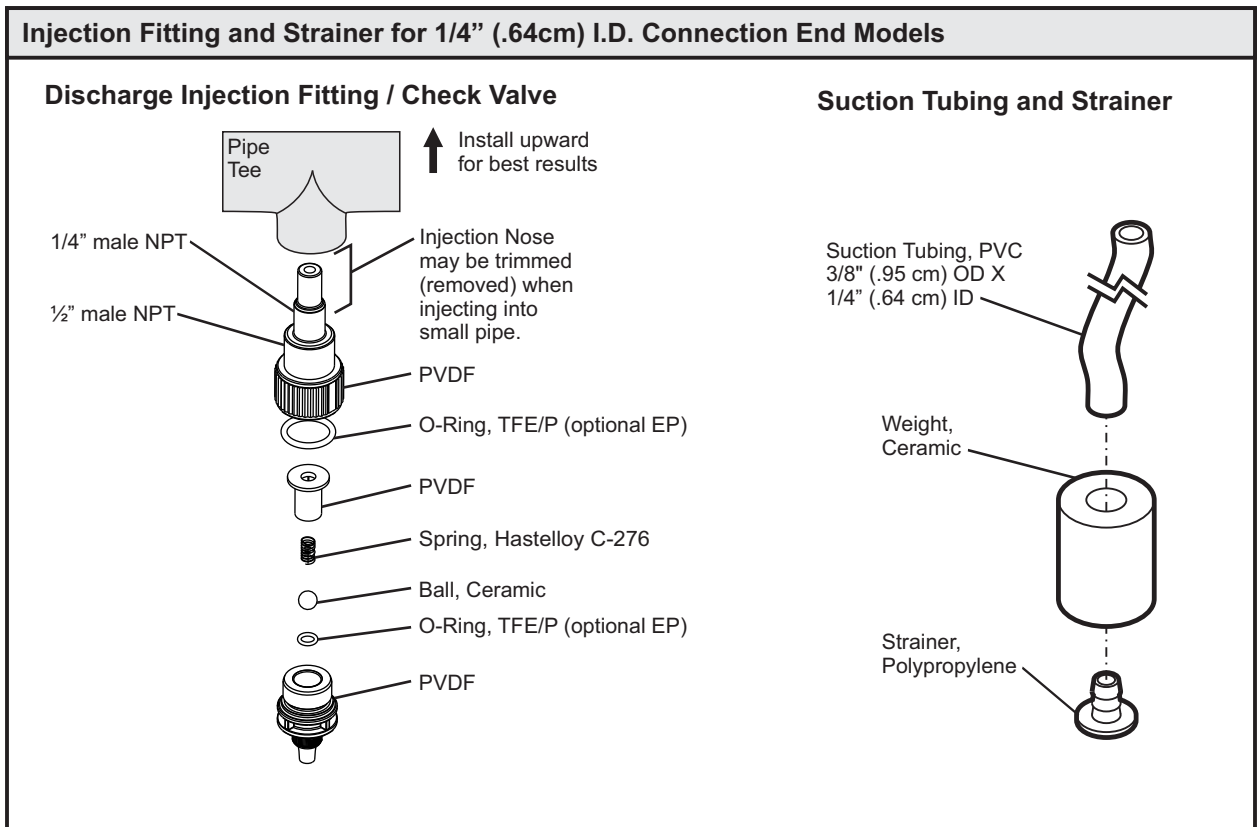 Injection Fitting and Strainer for 1/4” (.64cm) I.D. Connection End Models
Discharge Injection Fitting / Check Valve
Pipe
Tee
Install upward
for best results
1/4” male NPT
½” male NPT
Injection Nose
may be trimmed
(removed) when
injecting into
small pipe.
PVDF
O-Ring, TFE/P (optional EP)
PVDF
Spring, Hastelloy C-276
Ball, Ceramic
O-Ring, TFE/P (optional EP)
PVDF
Suction Tubing and Strainer
Suction Tubing, PVC
3/8" (.95 cm) OD X
1/4” (.64 cm) ID
Weight,
Ceramic
Strainer,
Polypropylene